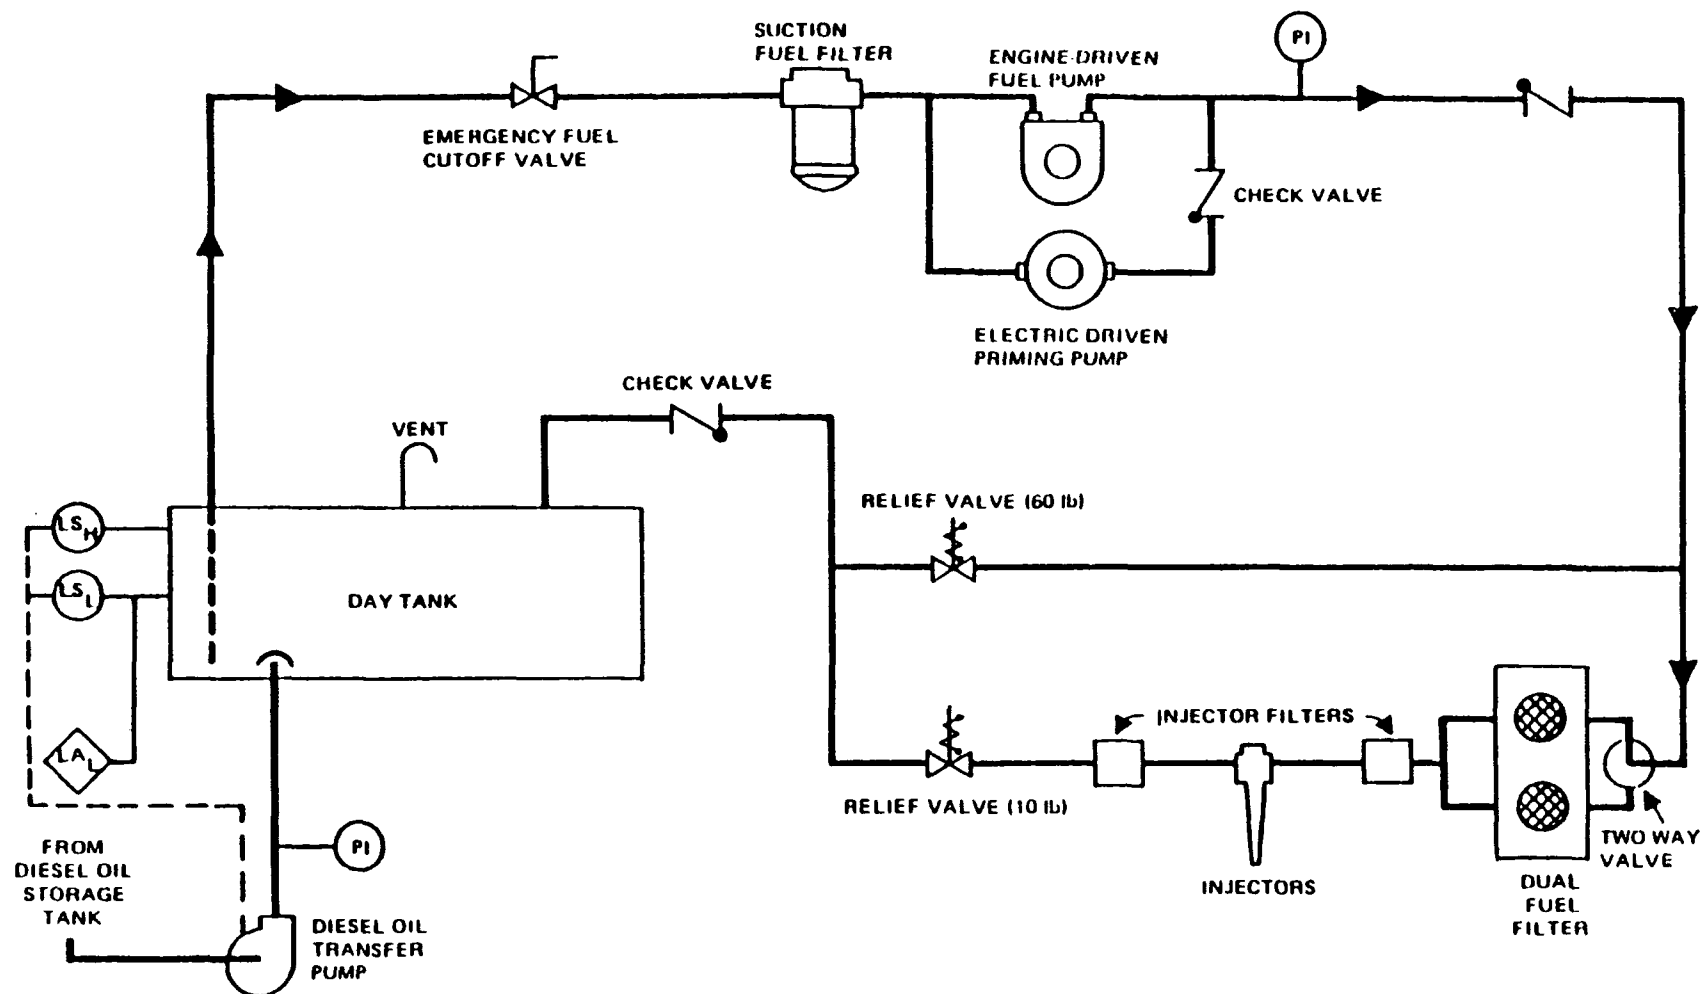 SUCTION
FUEL FILTER
ENGINE-DRIVEN
FUEL PUMP
PI
EMERGENCY FUEL
CUTOFF VALVE
CHECK VALVE
ELECTRIC DRIVEN
PRIMING PUMP
CHECK VALVE
VENT
RELIEF VALVE (60 lb)
LSH
LSL
DAY TANK
INJECTOR FILTERS
LAL
RELIEF VALVE (10 lb)
TWO WAY
VALVE
PI
FROM
DIESEL OIL
STORAGE
TANK
INJECTORS
DUAL
FUEL
FILTER
DIESEL OIL
TRANSFER
PUMP